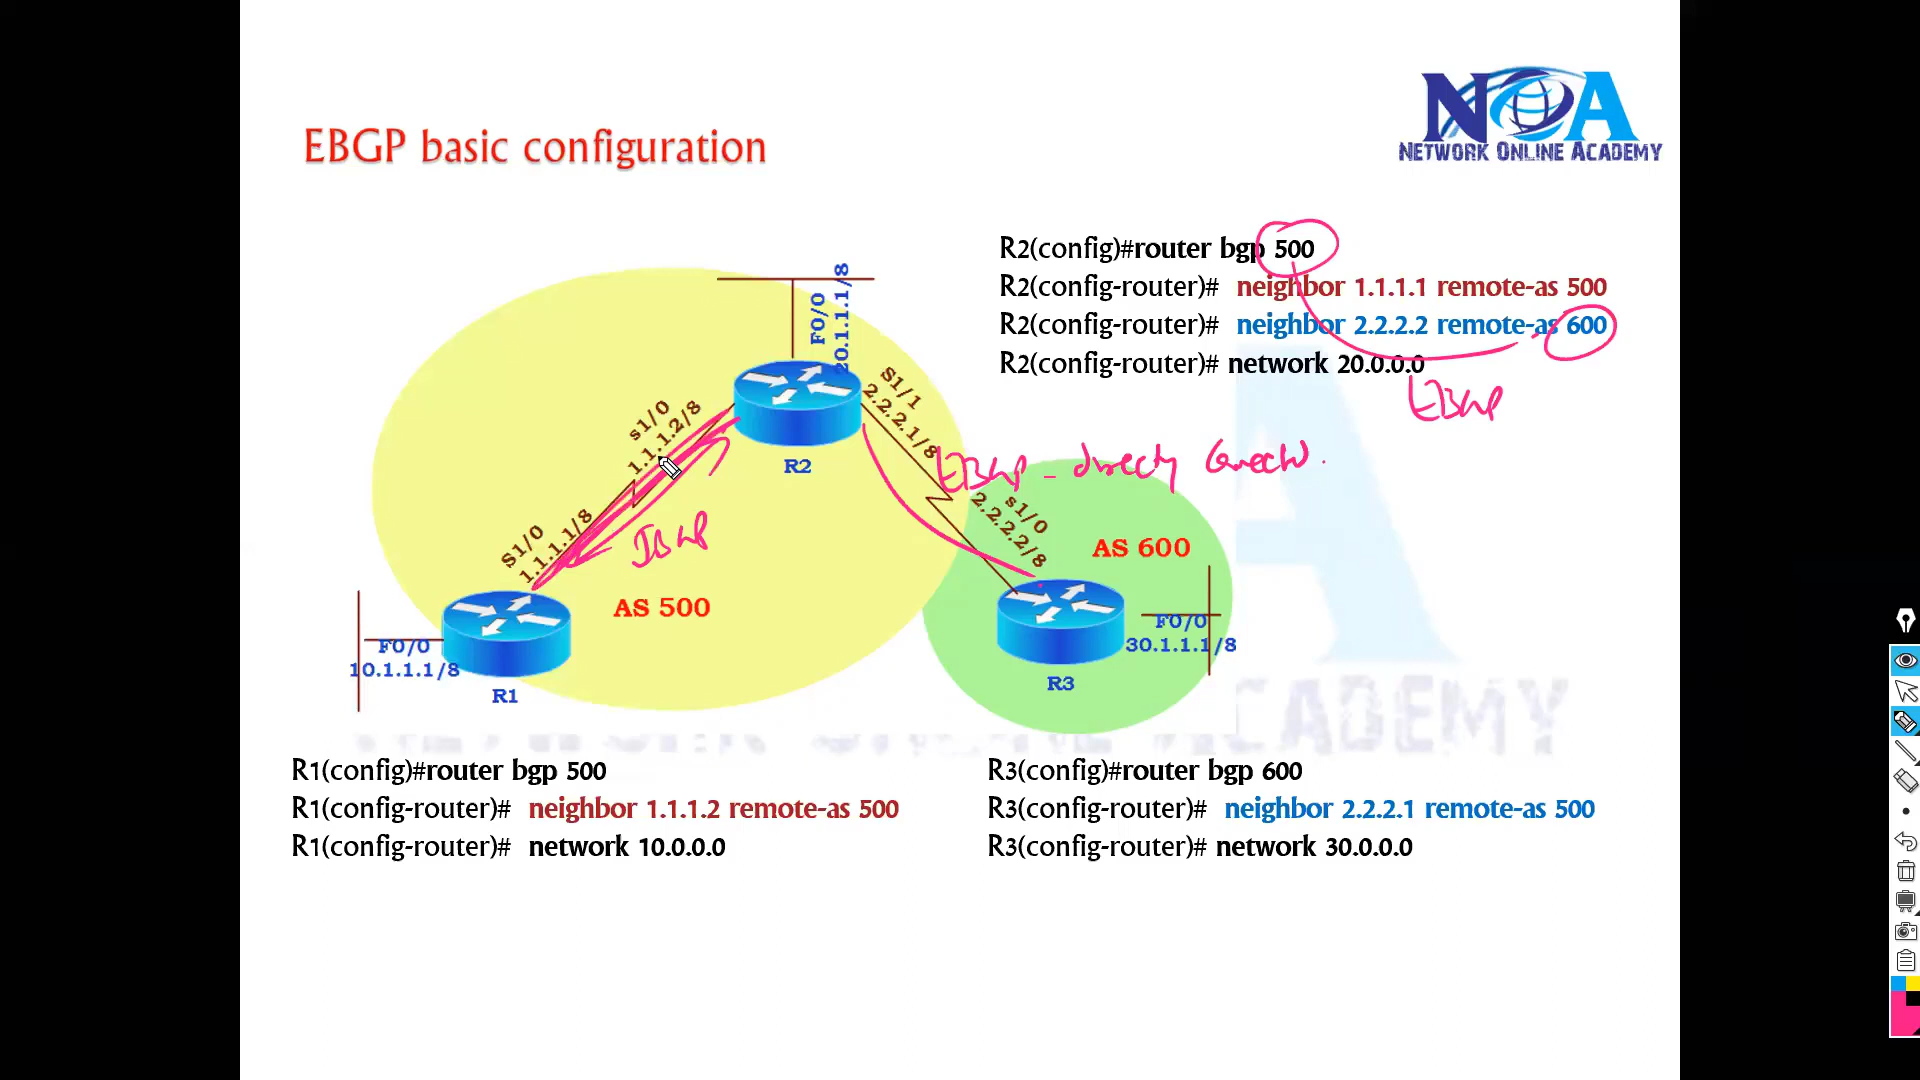 NOA
NETWORK ONLINE ACADEMY
EBGP basic configuration
R2(config)#router bgp 500
R2(config-router)# neighbor 1.1.1.1 remote-as 500
R2(config-router)# neighbor 2.2.2.2 remote-as 600
R2(config-router)# network 20.0.0.0
EBGP
F0/0
20.1.1.1/8
S1/1
2.2.2.1/8
s1/0
1.1.1.2/8
R2
EBGP - directly
s1/0
2.2.2.2/8
S1/0
1.1.1.1/8
IBGP
AS 600
AS 500
F0/0
10.1.1.1/8
R1
F0/0
30.1.1.1/8
R3
NETWORK ONLINE ACADEMY
R1(config)#router bgp 500
R1(config-router)# neighbor 1.1.1.2 remote-as 500
R1(config-router)# network 10.0.0.0
R3(config)#router bgp 600
R3(config-router)# neighbor 2.2.2.1 remote-as 500
R3(config-router)# network 30.0.0.0